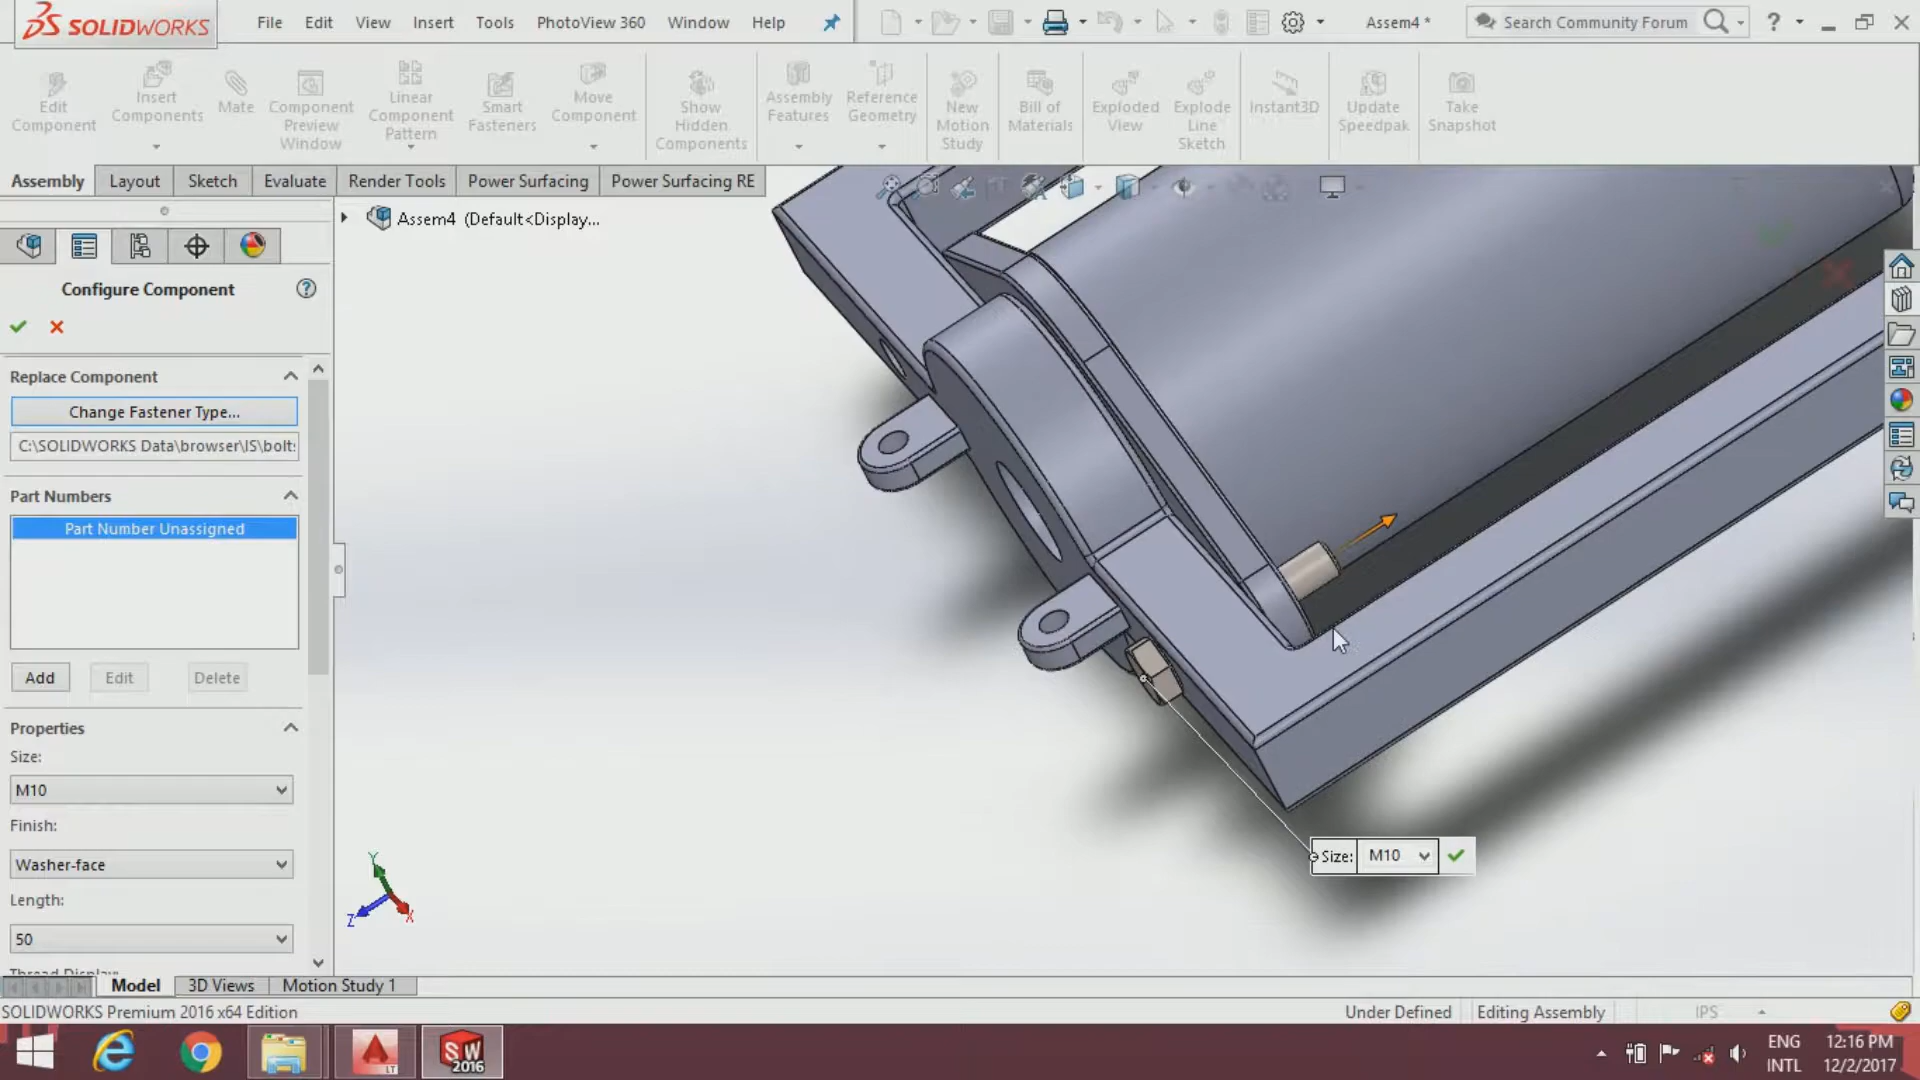 SOLIDWORKS
File Edit View Insert Tools PhotoView 360 Window Help
Assem4 *
Search Community Forum
Edit Component
Insert Components
Mate
Component Preview Window
Linear Component Pattern
Smart Fasteners
Move Component
Show Hidden Components
Assembly Features
Reference Geometry
New Motion Study
Bill of Materials
Exploded View
Explode Line Sketch
Instant3D
Update Speedpak
Take Snapshot
Assembly Layout Sketch Evaluate Render Tools Power Surfacing Power Surfacing RE
Assem4 (Default<Display...
Configure Component
Replace Component
Change Fastener Type...
C:\SOLIDWORKS Data\browser\IS\bolt:
Part Numbers
Part Number Unassigned
Add Edit Delete
Properties
Size:
M10
Finish:
Washer-face
Length:
50
Thread Display:
Size: M10
Y
Z
X
Model 3D Views Motion Study 1
SOLIDWORKS Premium 2016 x64 Edition
Under Defined Editing Assembly IPS
LT
SW
2016
ENG
INTL
12:16 PM
12/2/2017